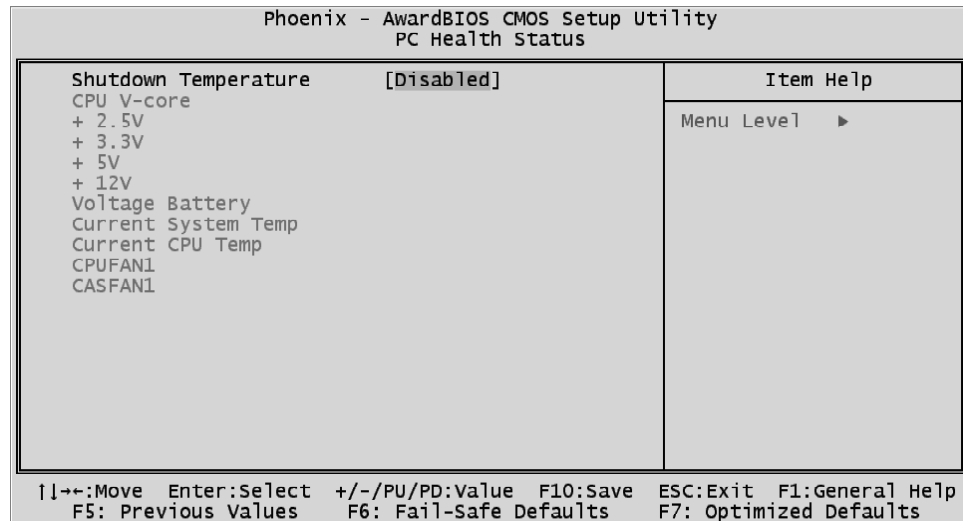 Phoenix - AwardBIOS CMOS Setup Utility
PC Health Status
Shutdown Temperature [Disabled]
CPU V-core
+ 2.5V
+ 3.3V
+ 5V
+ 12V
Voltage Battery
Current System Temp
Current CPU Temp
CPUFAN1
CASFAN1
Item Help
Menu Level ▶
↑↓→←:Move Enter:Select +/-/PU/PD:Value F10:Save ESC:Exit F1:General Help
F5: Previous Values F6: Fail-Safe Defaults F7: Optimized Defaults